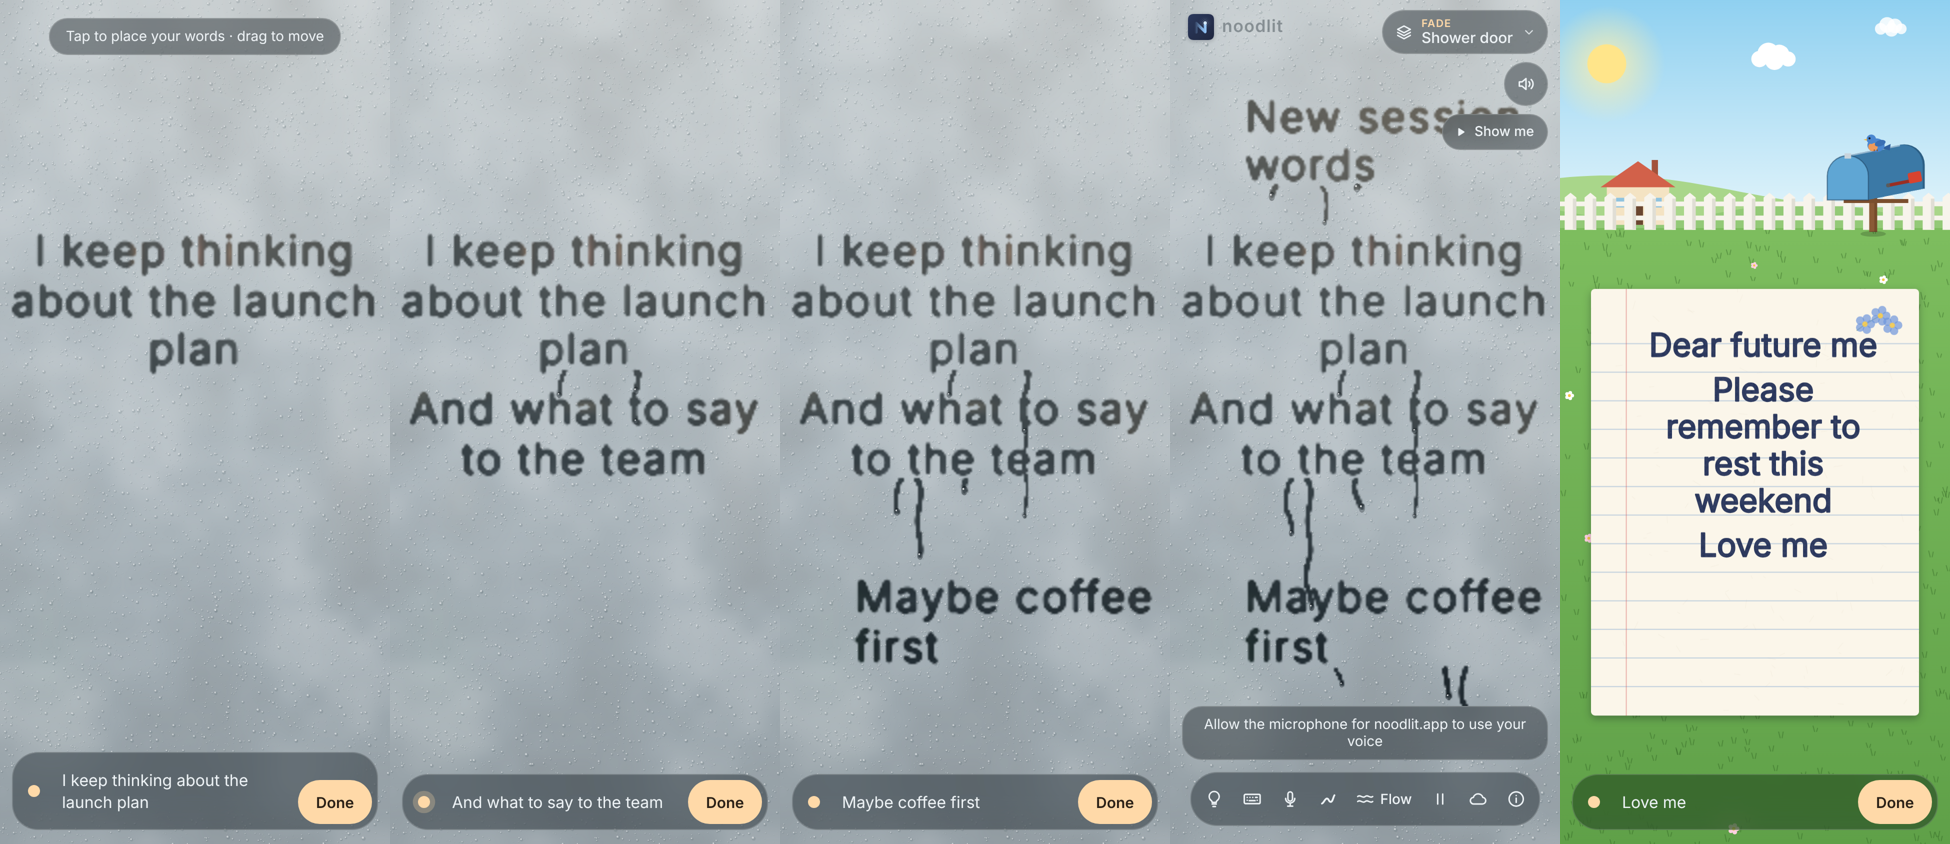 Tap to place your words · drag to move
I keep thinking
about the launch
plan
I keep thinking about the
launch plan
Done
I keep thinking
about the launch
plan
And what to say
to the team
And what to say to the team
Done
I keep thinking
about the launch
plan
And what to say
to the team
Maybe coffee
first
Maybe coffee first
Done
noodlit
FADE
Shower door
New session
words
Show me
I keep thinking
about the launch
plan
And what to say
to the team
Maybe coffee
first
Allow the microphone for noodlit.app to use your
voice
Flow
Dear future me
Please
remember to
rest this
weekend
Love me
Love me
Done